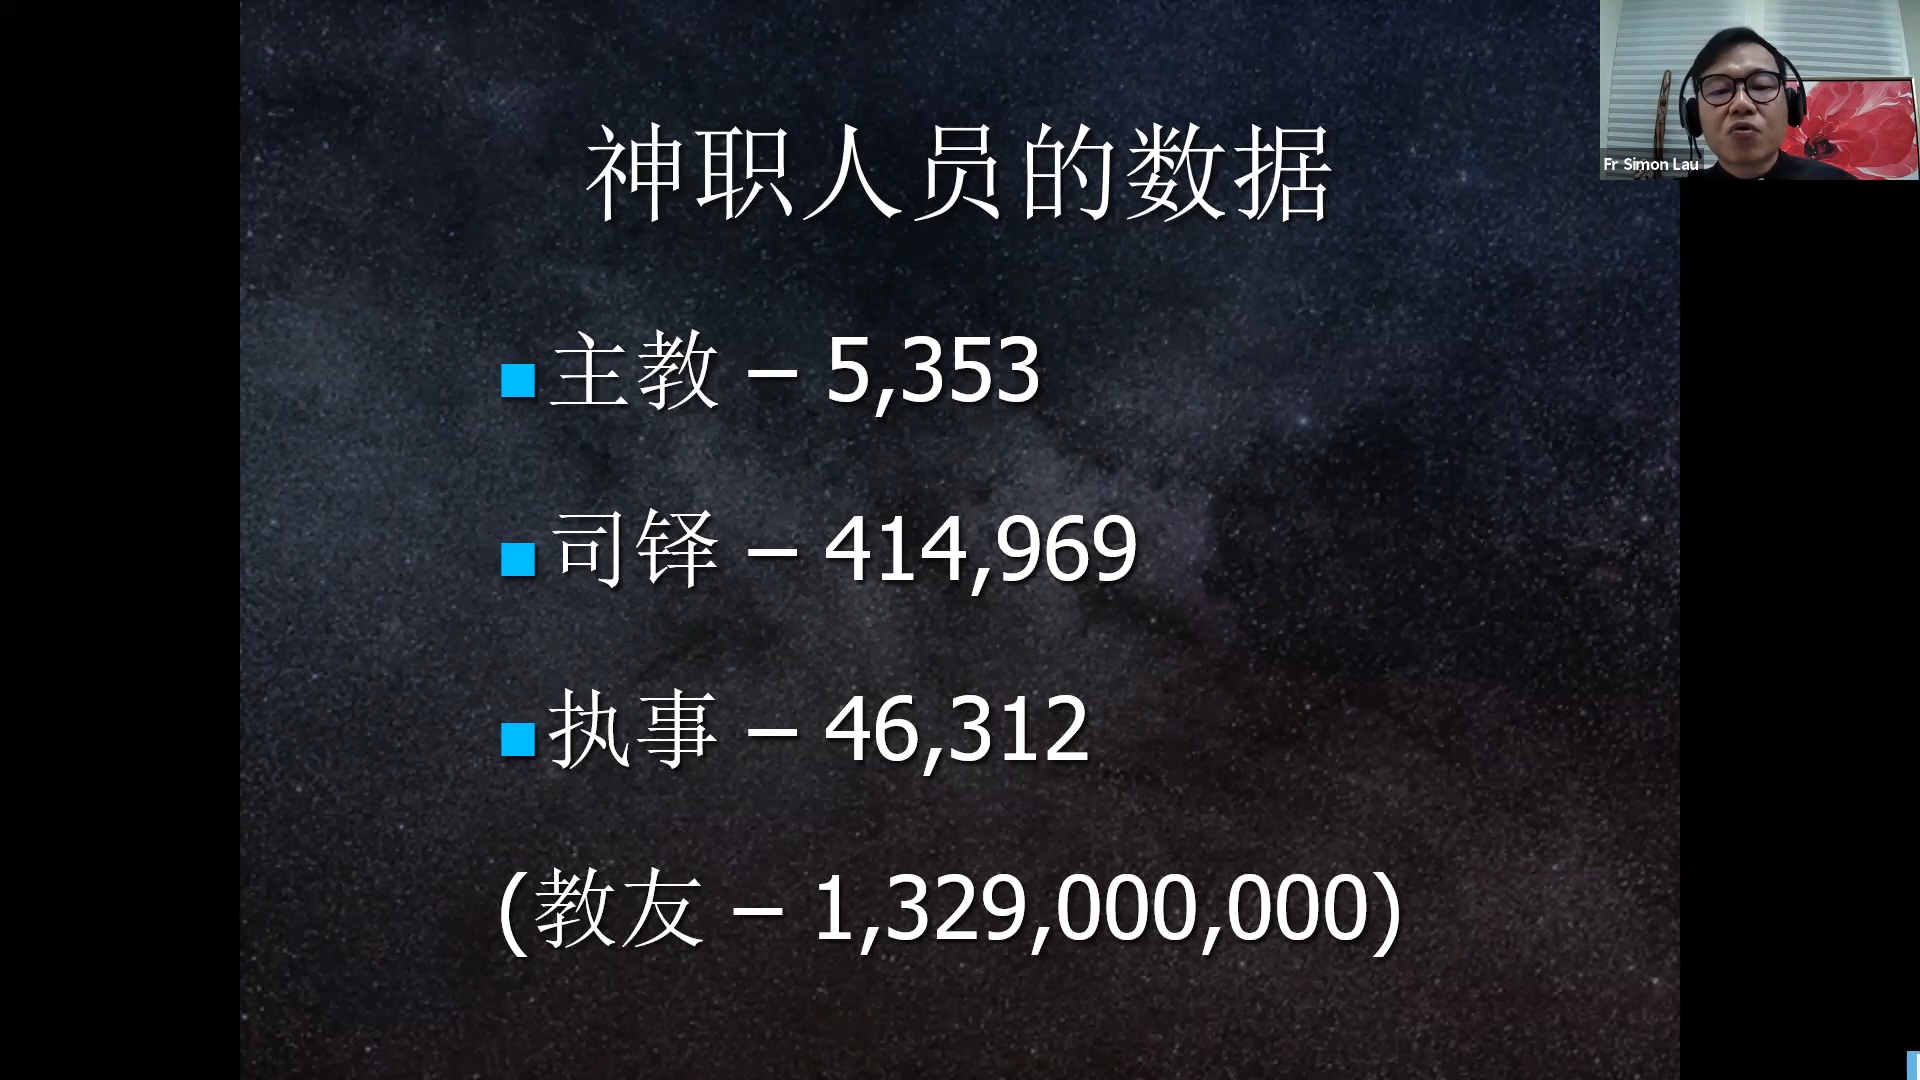 神职人员的数据
Fr Simon Lau
主教 – 5,353
司铎 – 414,969
执事 – 46,312
(教友 – 1,329,000,000)